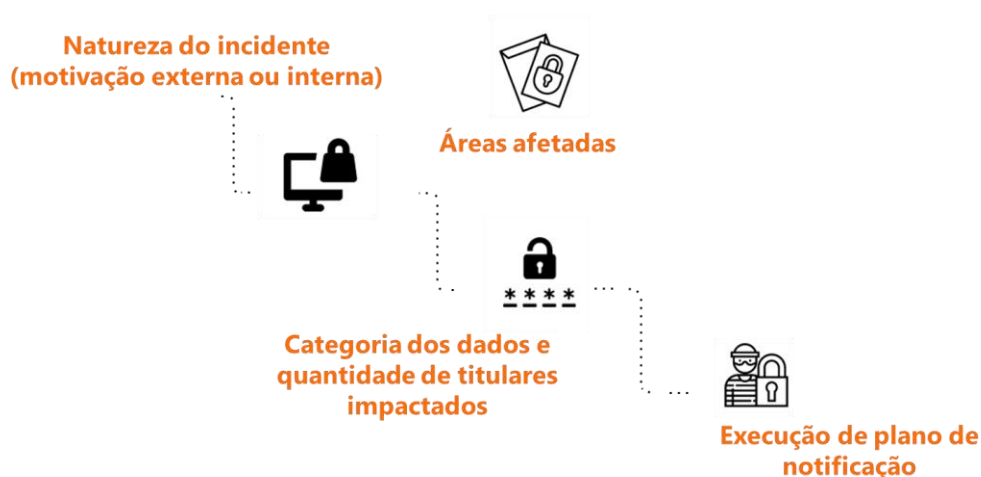 Natureza do incidente
(motivação externa ou interna)
Áreas afetadas
* * * *
Categoria dos dados e
quantidade de titulares
impactados
Execução de plano de
notificação